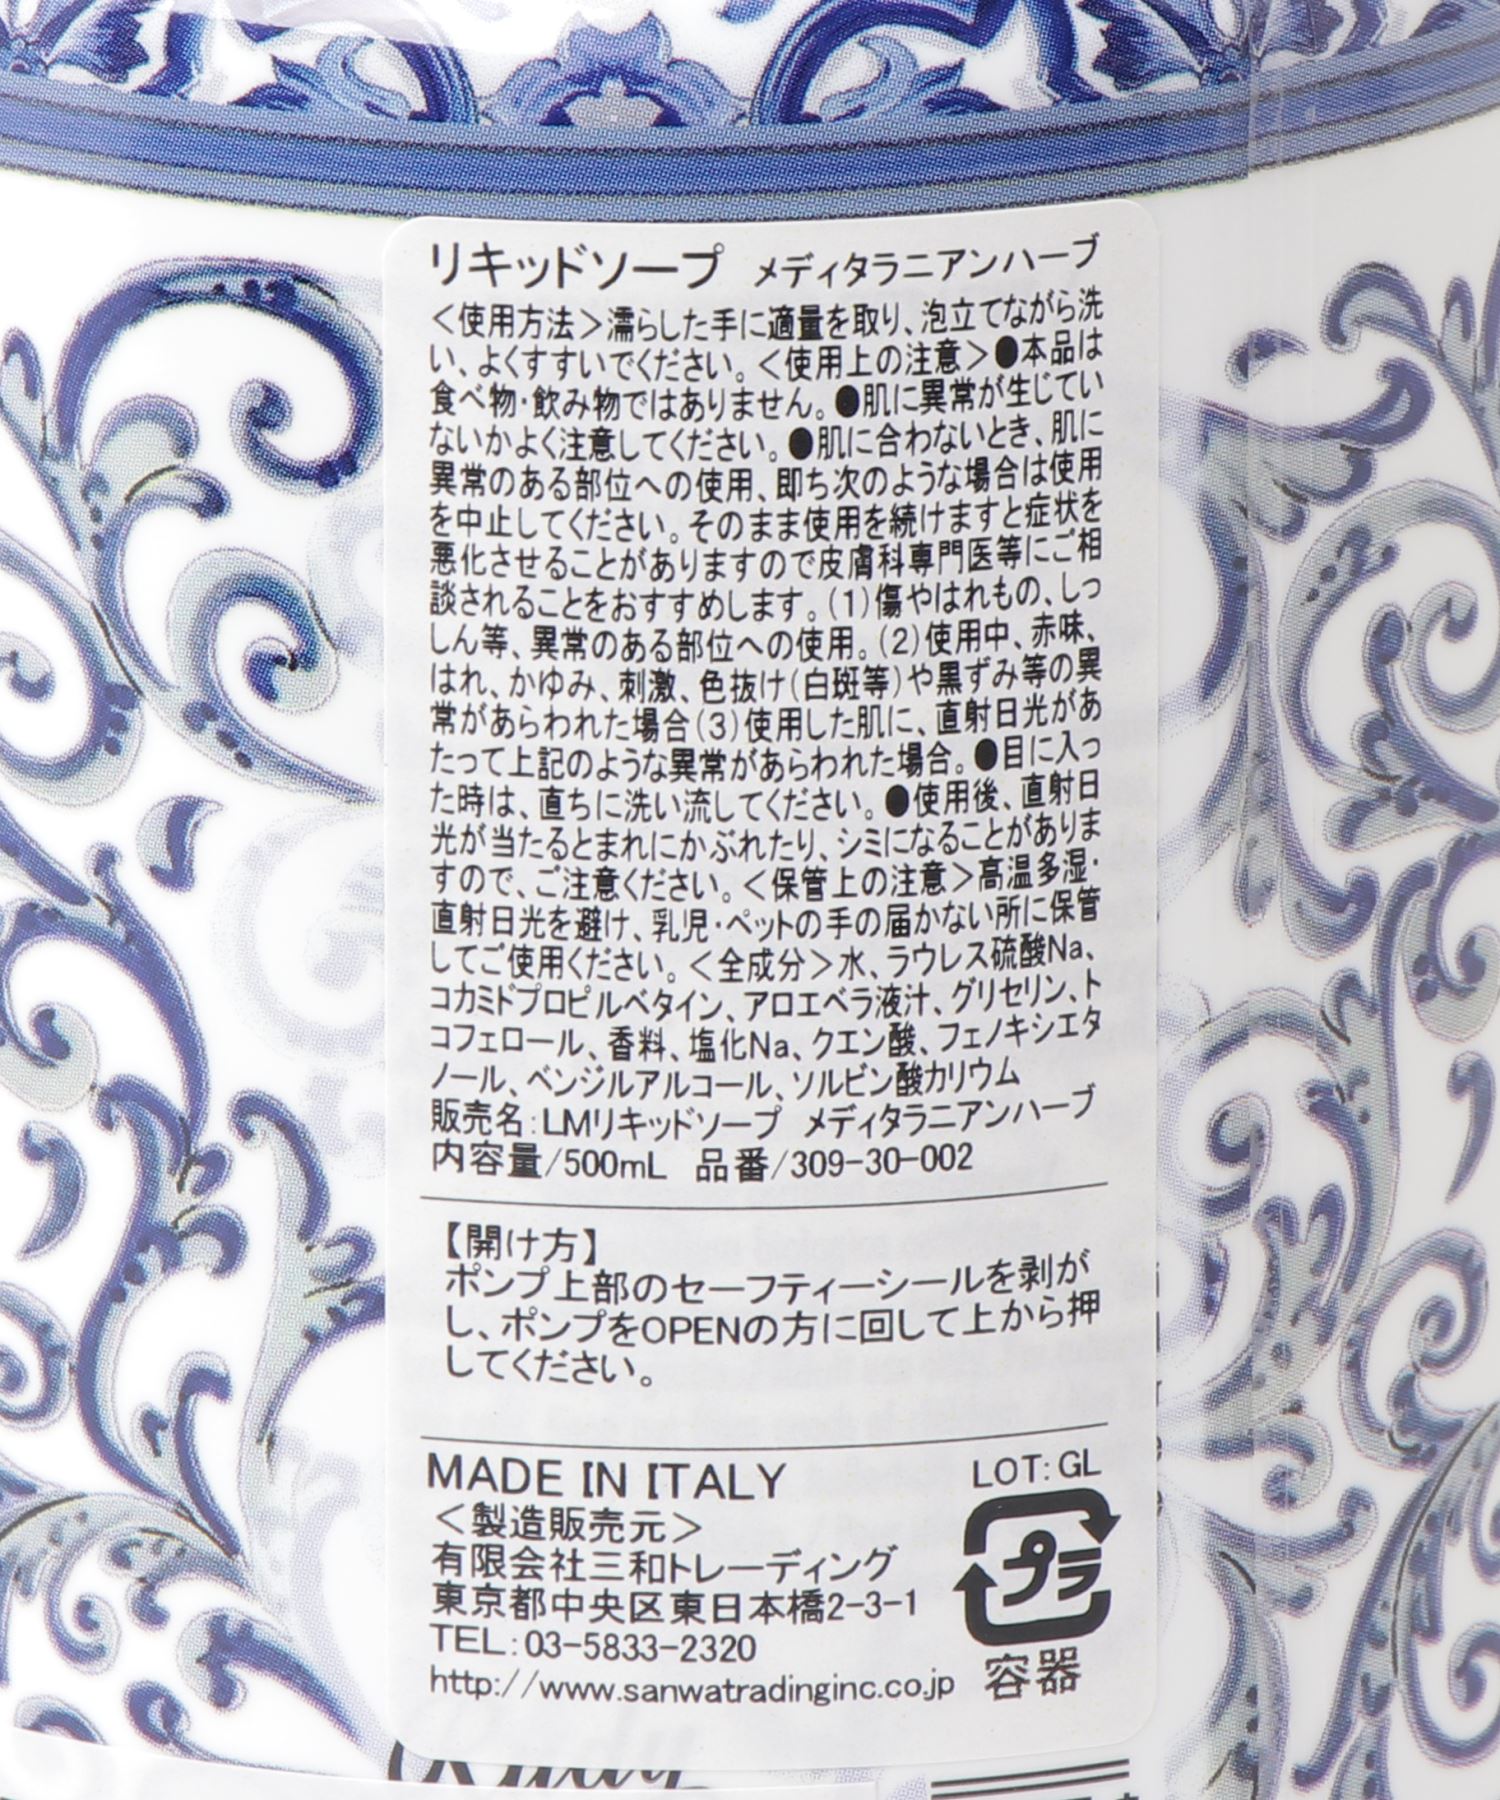 リキッドソープ　メディタラニアンハーブ
＜使用方法＞濡らした手に適量を取り、泡立てながら洗
い、よくすすいでください。＜使用上の注意＞●本品は
食べ物・飲み物ではありません。●肌に異常が生じてい
ないかよく注意してください。●肌に合わないとき、肌に
異常のある部位への使用、即ち次のような場合は使用
を中止してください。そのまま使用を続けますと症状を
悪化させることがありますので皮膚科専門医等にご相
談されることをおすすめします。(1)傷やはれもの、しっ
しん等、異常のある部位への使用。(2)使用中、赤味、
はれ、かゆみ、刺激、色抜け(白斑等)や黒ずみ等の異
常があらわれた場合(3)使用した肌に、直射日光があ
たって上記のような異常があらわれた場合。●目に入っ
た時は、直ちに洗い流してください。●使用後、直射日
光が当たるとまれにかぶれたり、シミになることがありま
すので、ご注意ください。＜保管上の注意＞高温多湿・
直射日光を避け、乳児・ペットの手の届かない所に保管
してご使用ください。＜全成分＞水、ラウレス硫酸Na、
コカミドプロピルベタイン、アロエベラ液汁、グリセリン、ト
コフェロール、香料、塩化Na、クエン酸、フェノキシエタ
ノール、ベンジルアルコール、ソルビン酸カリウム
販売名：LMリキッドソープ　メディタラニアンハーブ
内容量/500mL　品番/309-30-002
【開け方】
ポンプ上部のセーフティーシールを剥が
し、ポンプをOPENの方に回して上から押
してください。
MADE IN ITALY
LOT：GL
＜製造販売元＞
有限会社三和トレーディング
東京都中央区東日本橋2-3-1
TEL：03-5833-2320
http://www.sanwatradinginc.co.jp
プラ
容器